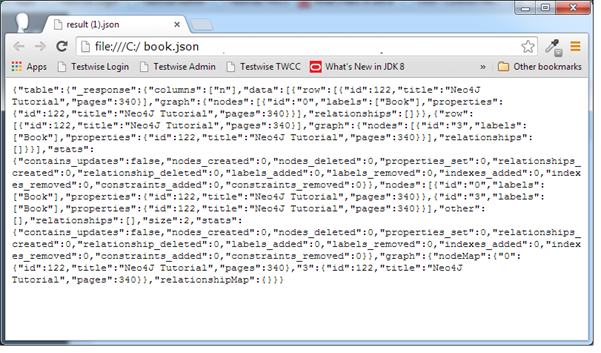 result (1).json
file:///C:/ book.json
Apps Testwise Login Testwise Admin Testwise TWCC What's New in JDK 8 » Other bookmarks
{"table":{"_response":{"columns":["n"],"data":[{"row":[{"id":122,"title":"Neo4J
Tutorial","pages":340}],"graph":{"nodes":[{"id":"0","labels":["Book"],"properties":
{"id":122,"title":"Neo4J Tutorial","pages":340}}],"relationships":[]}},{"row":
[{"id":122,"title":"Neo4J Tutorial","pages":340}],"graph":{"nodes":[{"id":"3","labels":
["Book"],"properties":{"id":122,"title":"Neo4J Tutorial","pages":340}}],"relationships":
[]}}],"stats":
{"contains_updates":false,"nodes_created":0,"nodes_deleted":0,"properties_set":0,"relationships_
created":0,"relationship_deleted":0,"labels_added":0,"labels_removed":0,"indexes_added":0,"index
es_removed":0,"constraints_added":0,"constraints_removed":0}},"nodes":[{"id":"0","labels":
["Book"],"properties":{"id":122,"title":"Neo4J Tutorial","pages":340}},{"id":"3","labels":
["Book"],"properties":{"id":122,"title":"Neo4J Tutorial","pages":340}}],"other":
[],"relationships":[],"size":2,"stats":
{"contains_updates":false,"nodes_created":0,"nodes_deleted":0,"properties_set":0,"relationships_
created":0,"relationship_deleted":0,"labels_added":0,"labels_removed":0,"indexes_added":0,"index
es_removed":0,"constraints_added":0,"constraints_removed":0}},"graph":{"nodeMap":{"0":
{"id":122,"title":"Neo4J Tutorial","pages":340},"3":{"id":122,"title":"Neo4J
Tutorial","pages":340}},"relationshipMap":{}}}